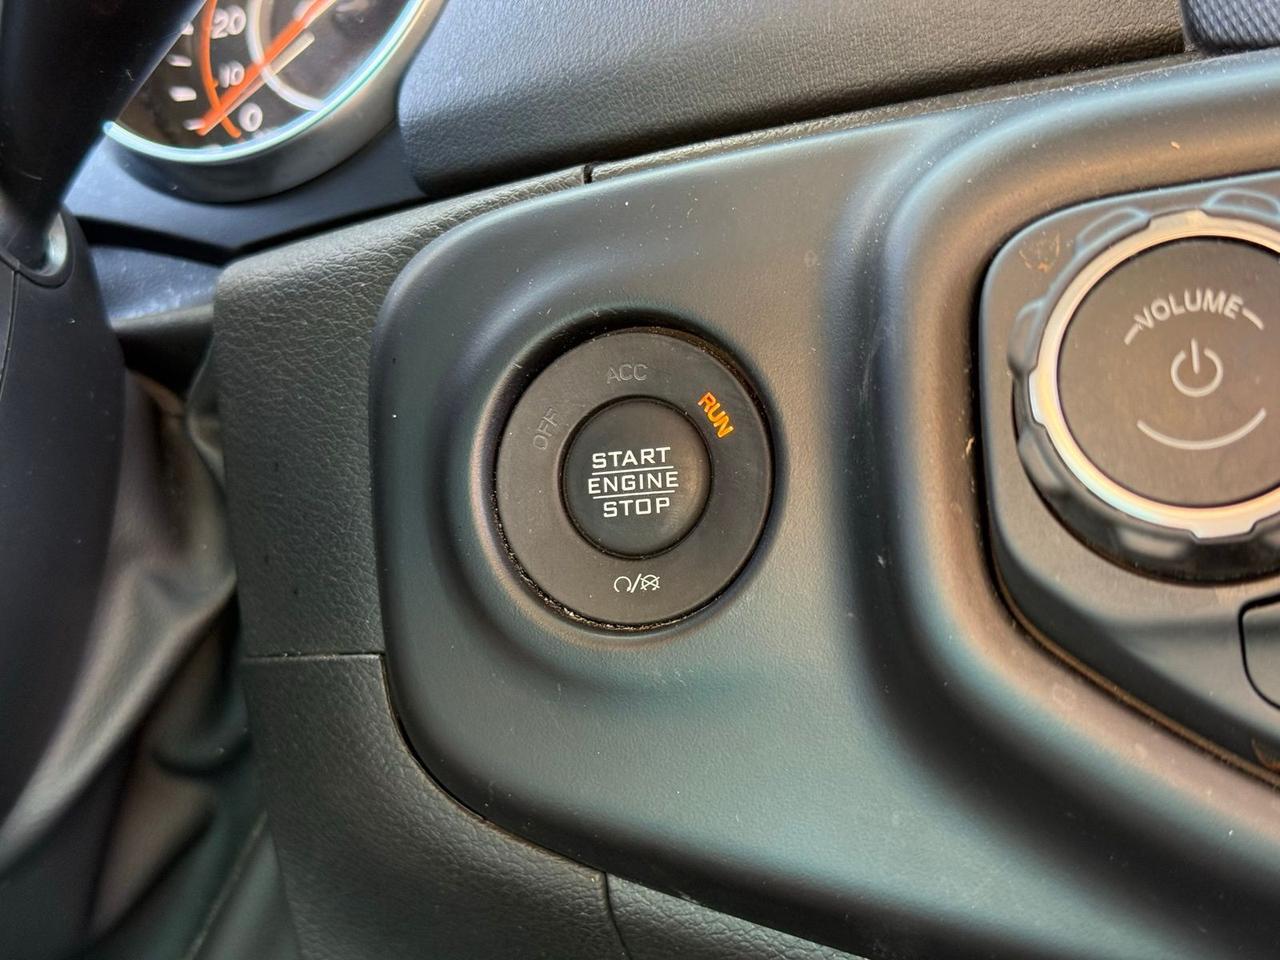 20
10
0
ACC
OFF
RUN
START
ENGINE
STOP
VOLUME